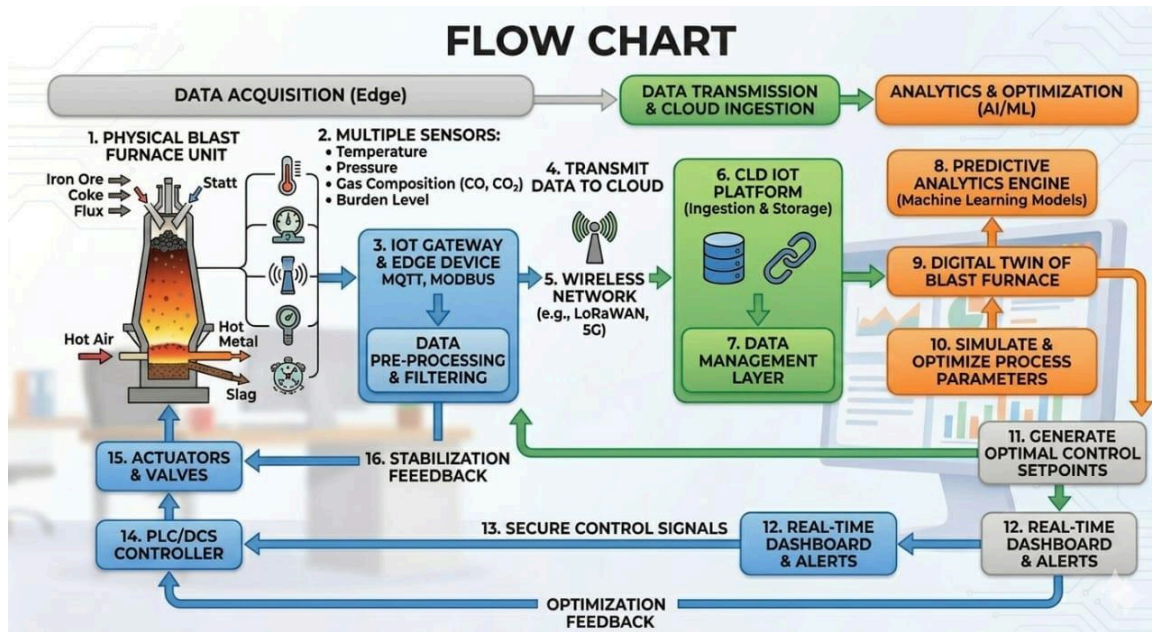 FLOW CHART
DATA ACQUISITION (Edge)
DATA TRANSMISSION
& CLOUD INGESTION
ANALYTICS & OPTIMIZATION
(AI/ML)
1. PHYSICAL BLAST
FURNACE UNIT
Iron Ore
Coke
Flux
Statt
Hot Air
Hot
Metal
Slag
2. MULTIPLE SENSORS:
• Temperature
• Pressure
• Gas Composition (CO, CO₂)
• Burden Level
3. IOT GATEWAY
& EDGE DEVICE
MQTT, MODBUS
DATA
PRE-PROCESSING
& FILTERING
4. TRANSMIT
DATA TO CLOUD
5. WIRELESS
NETWORK
(e.g., LoRaWAN,
5G)
6. CLD IOT
PLATFORM
(Ingestion & Storage)
7. DATA
MANAGEMENT
LAYER
8. PREDICTIVE
ANALYTICS ENGINE
(Machine Learning Models)
9. DIGITAL TWIN OF
BLAST FURNACE
10. SIMULATE &
OPTIMIZE PROCESS
PARAMETERS
11. GENERATE
OPTIMAL CONTROL
SETPOINTS
15. ACTUATORS
& VALVES
16. STABILIZATION
FEEEDBACK
14. PLC/DCS
CONTROLLER
13. SECURE CONTROL SIGNALS
12. REAL-TIME
DASHBOARD
& ALERTS
12. REAL-TIME
DASHBOARD
& ALERTS
OPTIMIZATION
FEEDBACK